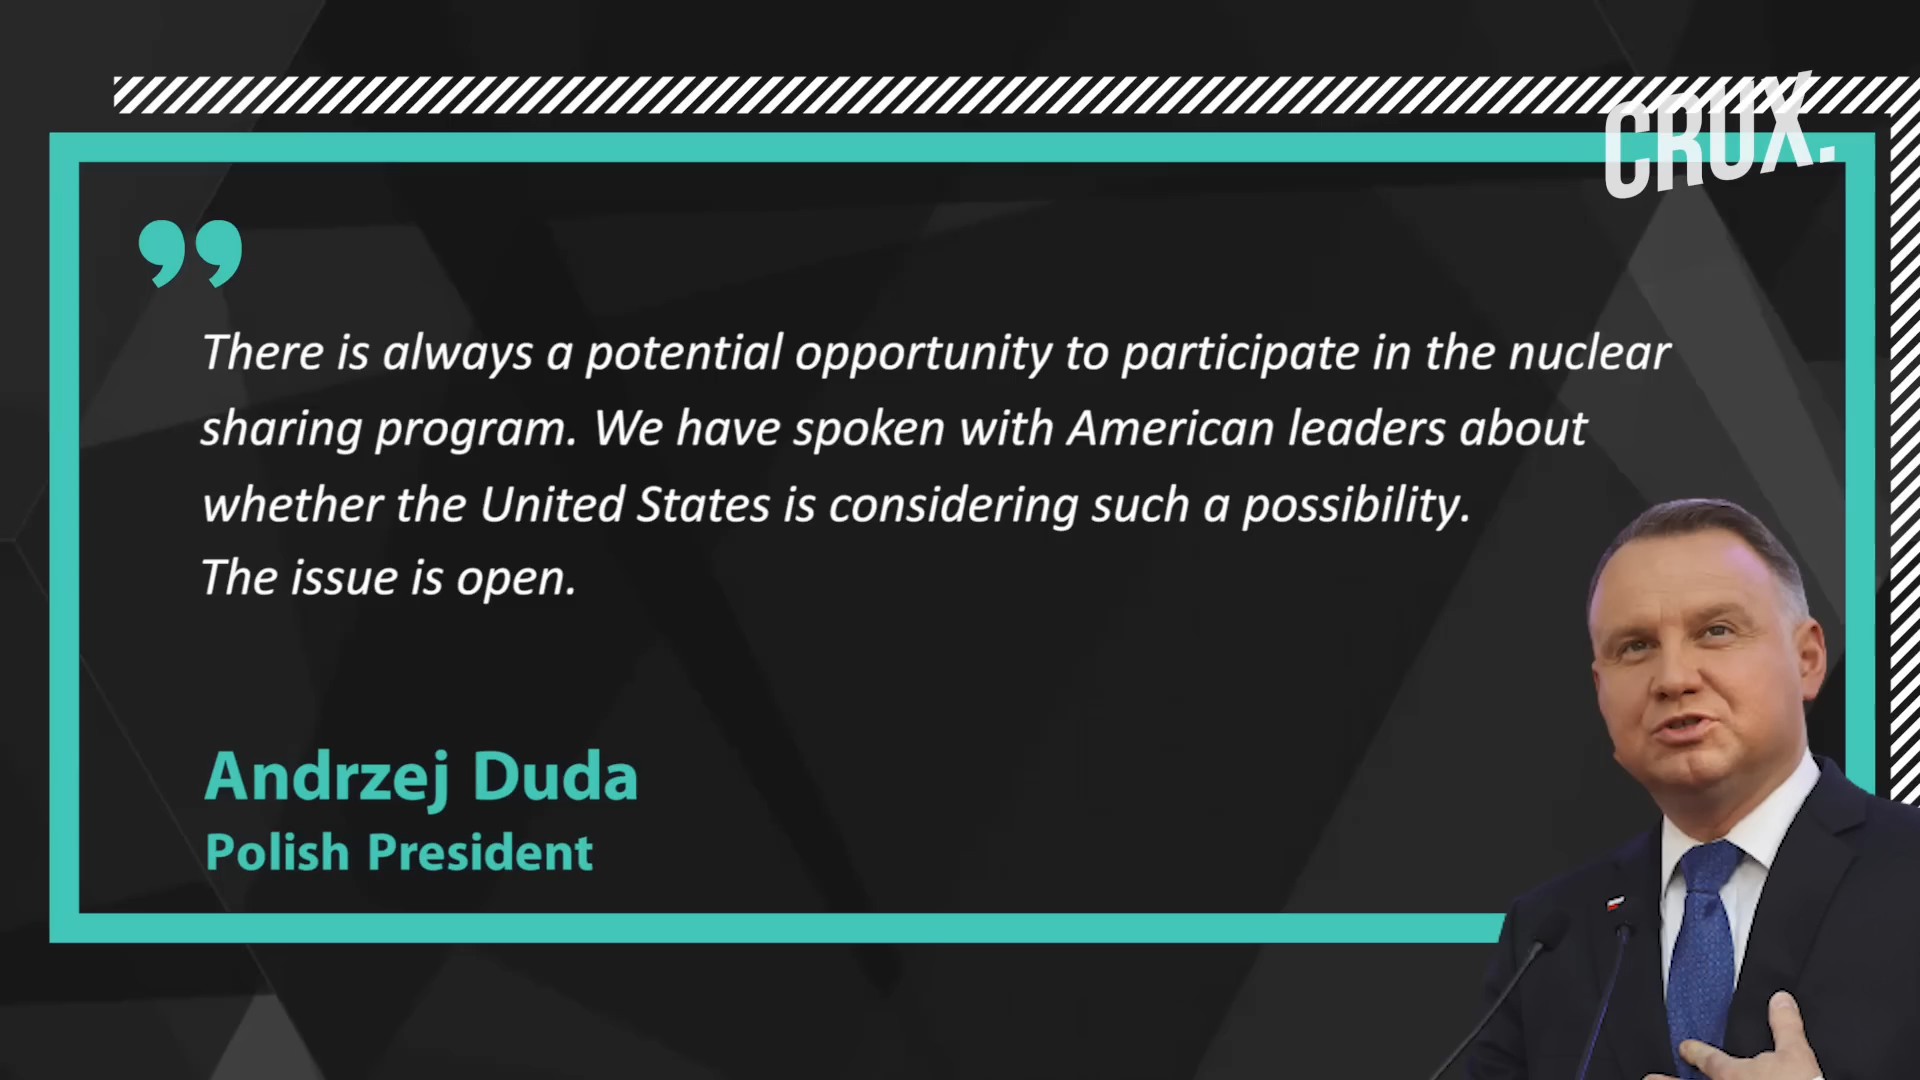 CRUX.
”
There is always a potential opportunity to participate in the nuclear
sharing program. We have spoken with American leaders about
whether the United States is considering such a possibility.
The issue is open.
Andrzej Duda
Polish President